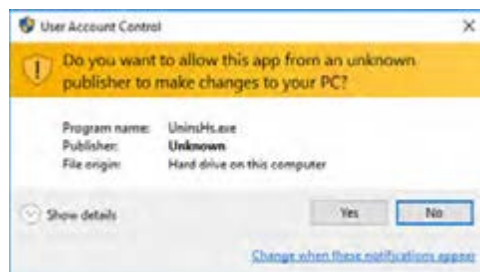 User Account Control
Do you want to allow this app from an unknown
publisher to make changes to your PC?
Program name: UninsHs.exe
Publisher: Unknown
File origin: Hard drive on this computer
Show details
Yes No
Change when these notifications appear